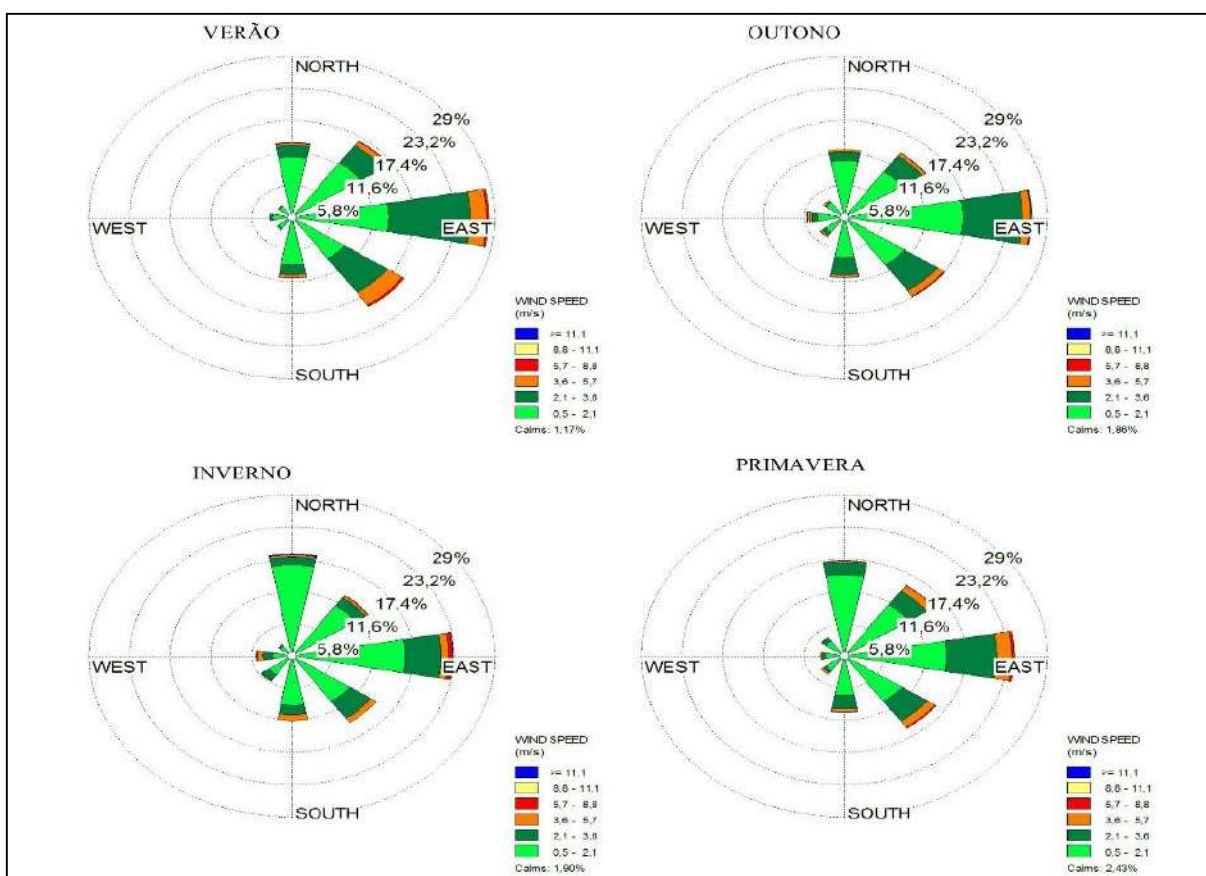 VERÃO
NORTH
29%
23,2%
17,4%
11,6%
5,8%
WEST
EAST
SOUTH
WIND SPEED
(m/s)
>= 11,1
8,8 - 11,1
5,7 - 8,8
3,6 - 5,7
2,1 - 3,6
0,5 - 2,1
Calms: 1,17%
OUTONO
NORTH
29%
23,2%
17,4%
11,6%
5,8%
WEST
EAST
SOUTH
WIND SPEED
(m/s)
>= 11,1
8,8 - 11,1
5,7 - 8,8
3,6 - 5,7
2,1 - 3,6
0,5 - 2,1
Calms: 1,86%
INVERNO
NORTH
29%
23,2%
17,4%
11,6%
5,8%
WEST
EAST
SOUTH
WIND SPEED
(m/s)
>= 11,1
8,8 - 11,1
5,7 - 8,8
3,6 - 5,7
2,1 - 3,6
0,5 - 2,1
Calms: 1,90%
PRIMAVERA
NORTH
29%
23,2%
17,4%
11,6%
5,8%
WEST
EAST
SOUTH
WIND SPEED
(m/s)
>= 11,1
8,8 - 11,1
5,7 - 8,8
3,6 - 5,7
2,1 - 3,6
0,5 - 2,1
Calms: 2,43%